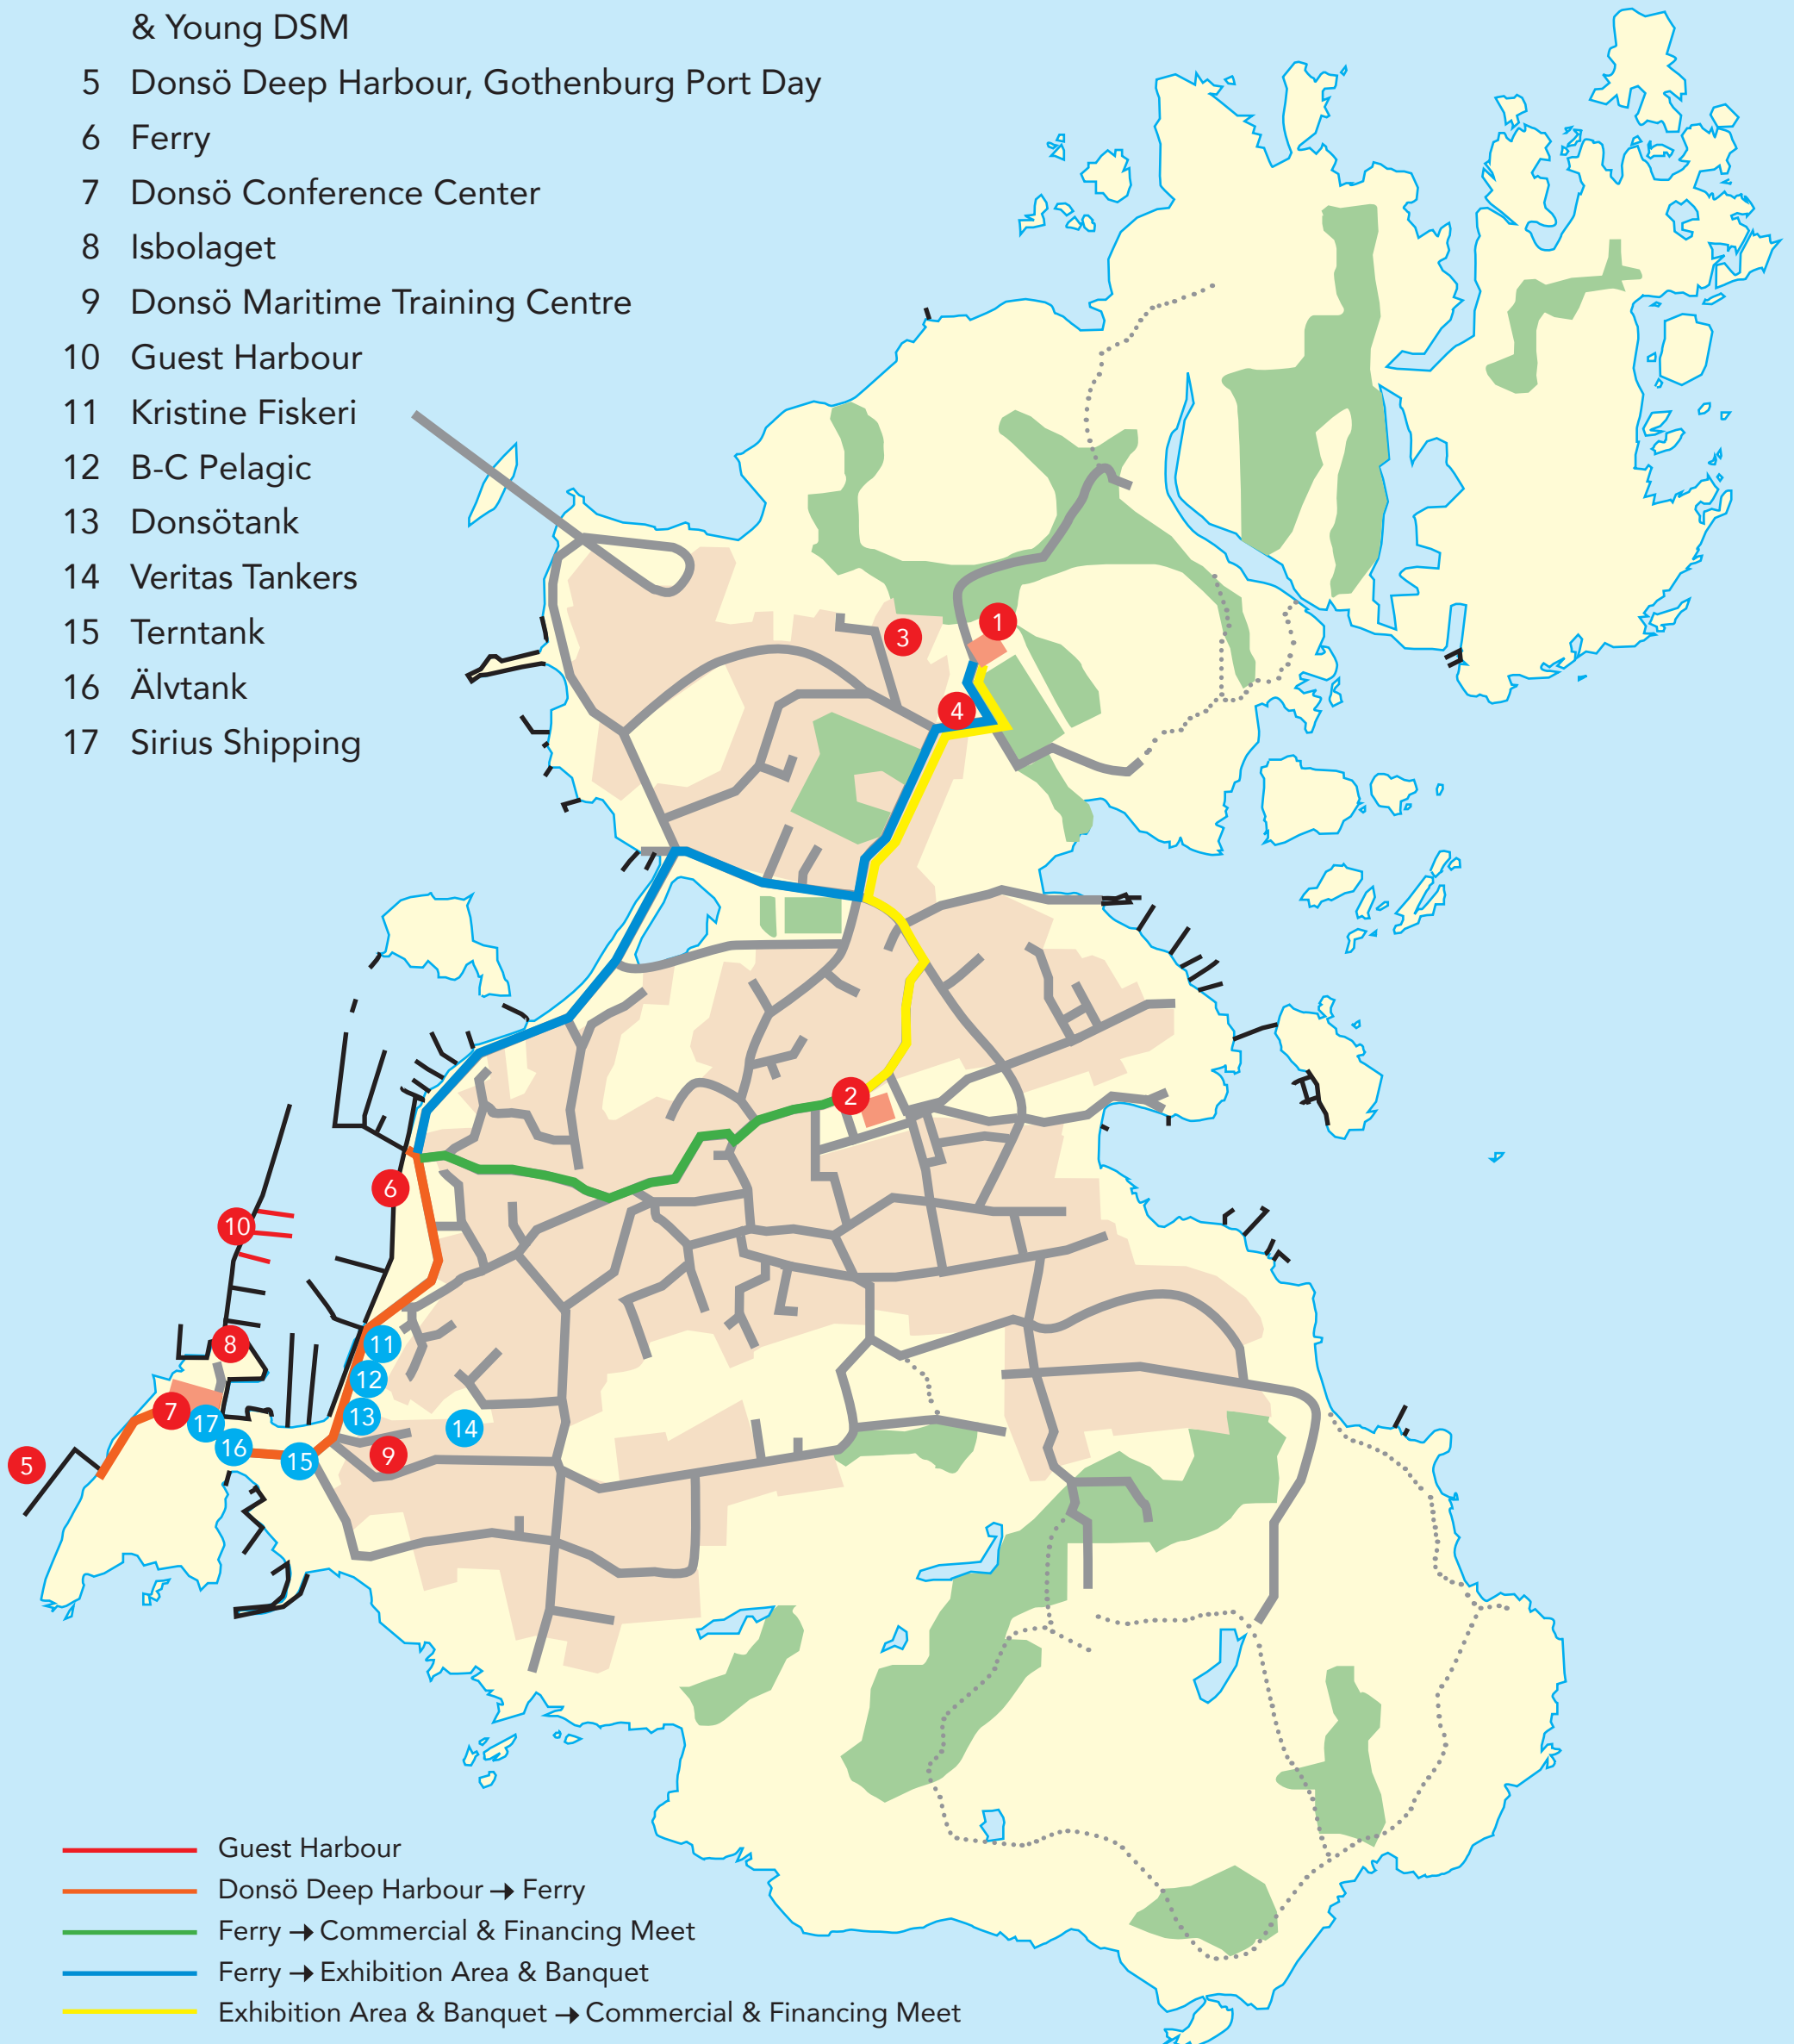 & Young DSM
5 Donsö Deep Harbour, Gothenburg Port Day
6 Ferry
7 Donsö Conference Center
8 Isbolaget
9 Donsö Maritime Training Centre
10 Guest Harbour
11 Kristine Fiskeri
12 B-C Pelagic
13 Donsötank
14 Veritas Tankers
15 Terntank
16 Älvtank
17 Sirius Shipping
1
3
4
2
6
10
8
11
12
7
17
13
14
16
9
15
5
Guest Harbour
Donsö Deep Harbour → Ferry
Ferry → Commercial & Financing Meet
Ferry → Exhibition Area & Banquet
Exhibition Area & Banquet → Commercial & Financing Meet